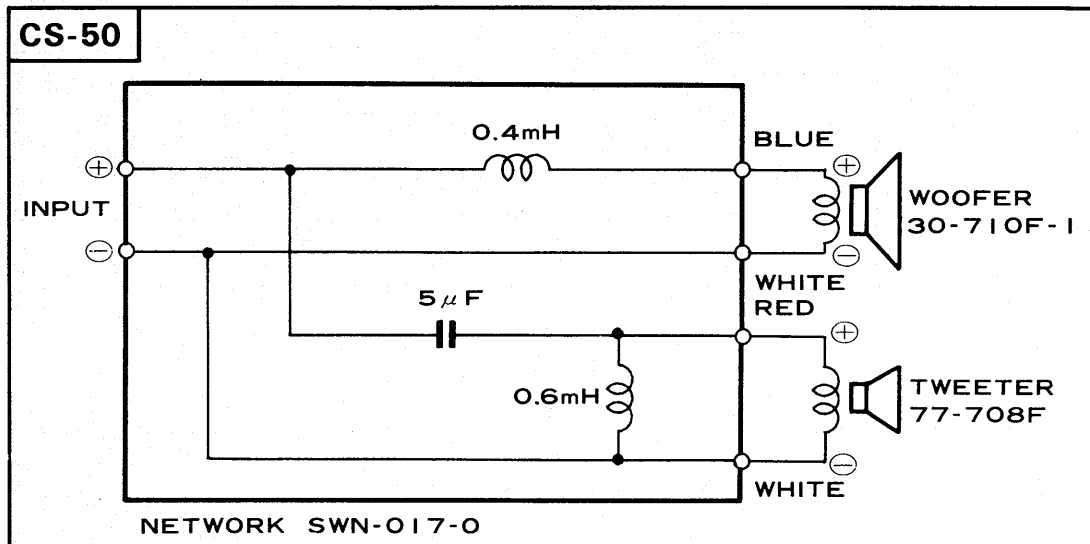 CS-50
0.4mH
BLUE
+
+
INPUT
WOOFER
30-710F-1
−
−
WHITE
RED
5μF
+
0.6mH
TWEETER
77-708F
−
WHITE
NETWORK SWN-017-0